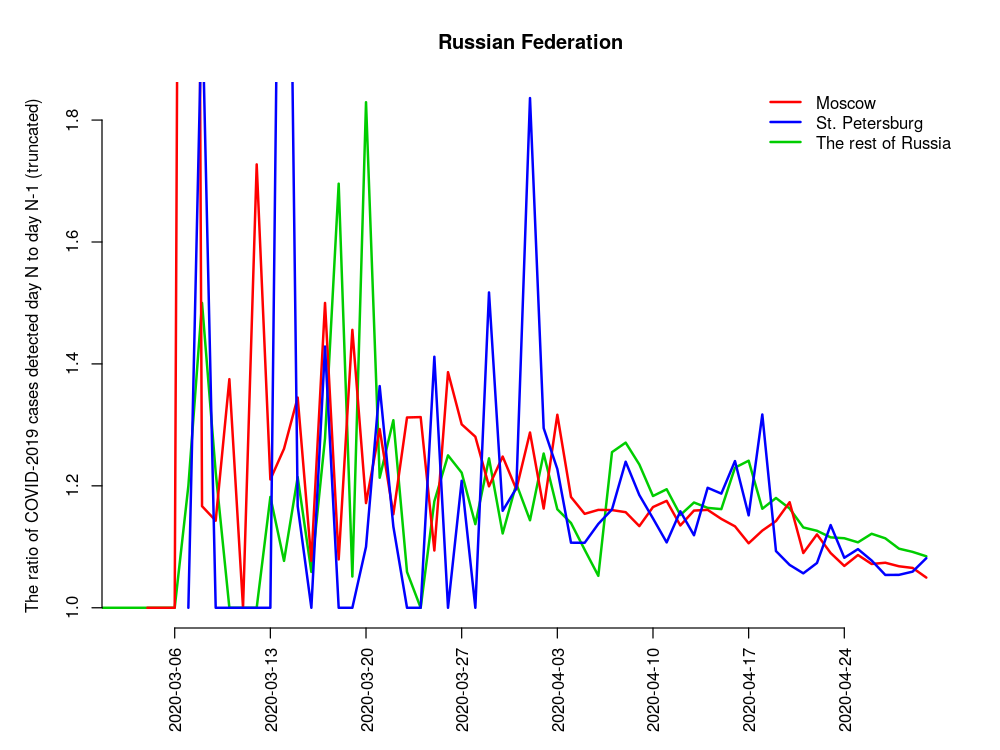 Russian Federation
The ratio of COVID-2019 cases detected day N to day N-1 (truncated)
1.8
1.6
1.4
1.2
1.0
Moscow
St. Petersburg
The rest of Russia
2020-03-06
2020-03-13
2020-03-20
2020-03-27
2020-04-03
2020-04-10
2020-04-17
2020-04-24